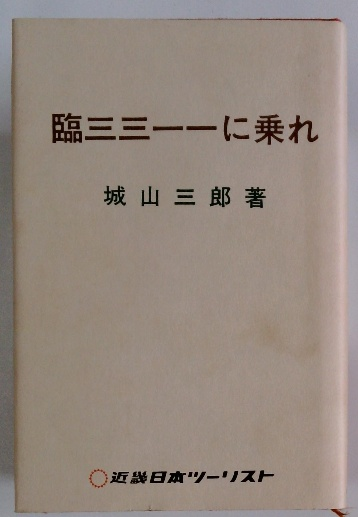 臨三三一一に乗れ
城山三郎著
近畿日本ツーリスト